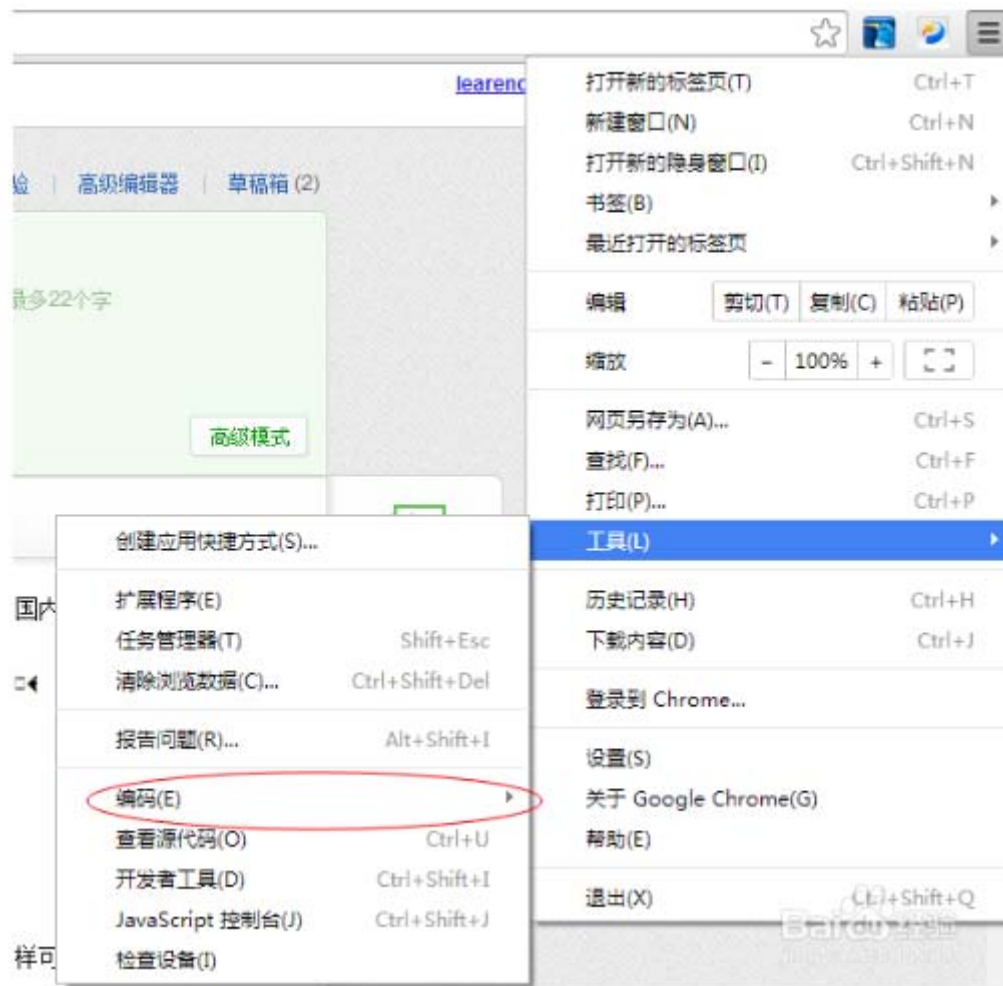 learenc
打开新的标签页(T) Ctrl+T
新建窗口(N) Ctrl+N
打开新的隐身窗口(I) Ctrl+Shift+N
验 | 高级编辑器 | 草稿箱 (2)
书签(B)
最近打开的标签页
最多22个字
编辑 剪切(T) 复制(C) 粘贴(P)
缩放 - 100% +
网页另存为(A)... Ctrl+S
高级模式
查找(F)... Ctrl+F
打印(P)... Ctrl+P
工具(L)
创建应用快捷方式(S)...
历史记录(H) Ctrl+H
下载内容(D) Ctrl+J
登录到 Chrome...
设置(S)
关于 Google Chrome(G)
帮助(E)
退出(X) Ctrl+Shift+Q
国内
扩展程序(E)
任务管理器(T) Shift+Esc
清除浏览数据(C)... Ctrl+Shift+Del
报告问题(R)... Alt+Shift+I
编码(E)
查看源代码(O) Ctrl+U
开发者工具(D) Ctrl+Shift+I
JavaScript 控制台(J) Ctrl+Shift+J
样可
检查设备(I)
Baidu 经验